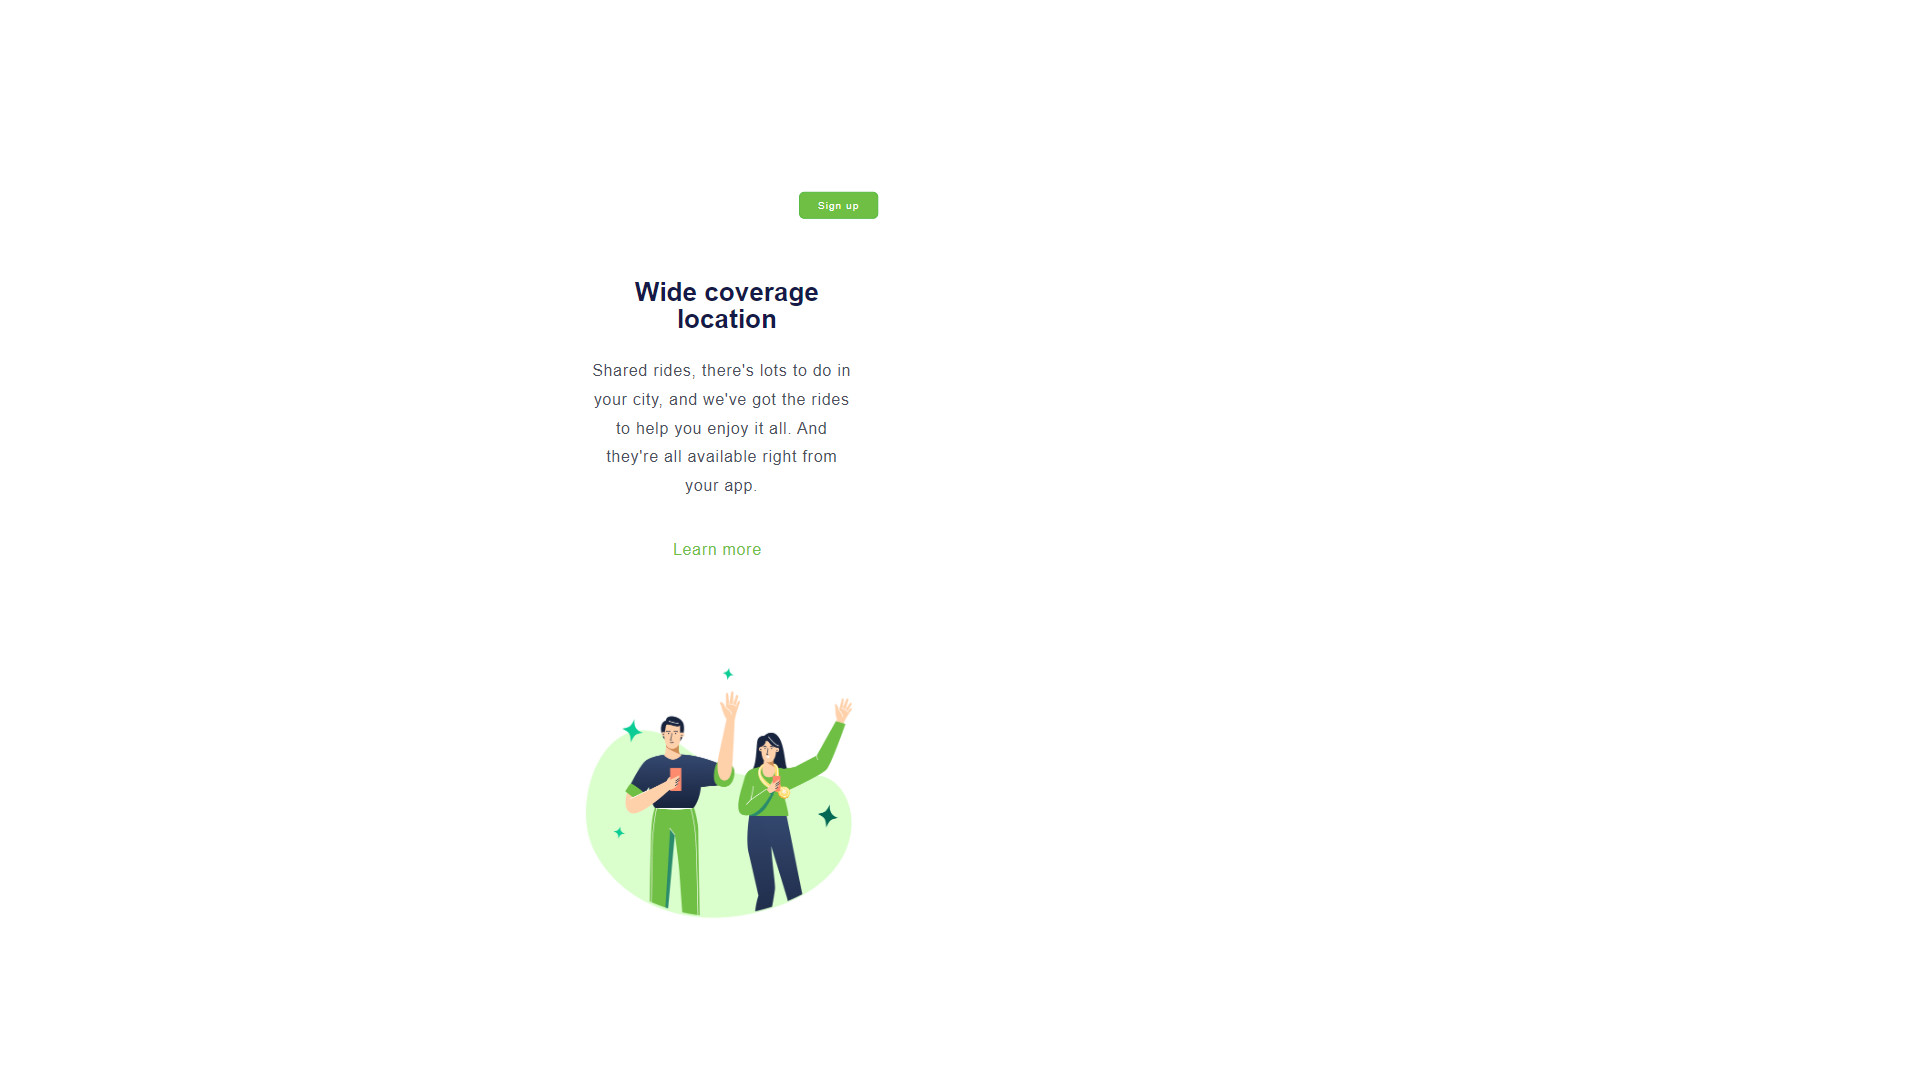 Sign up
Wide coverage
location
Shared rides, there's lots to do in
your city, and we've got the rides
to help you enjoy it all. And
they're all available right from
your app.
Learn more